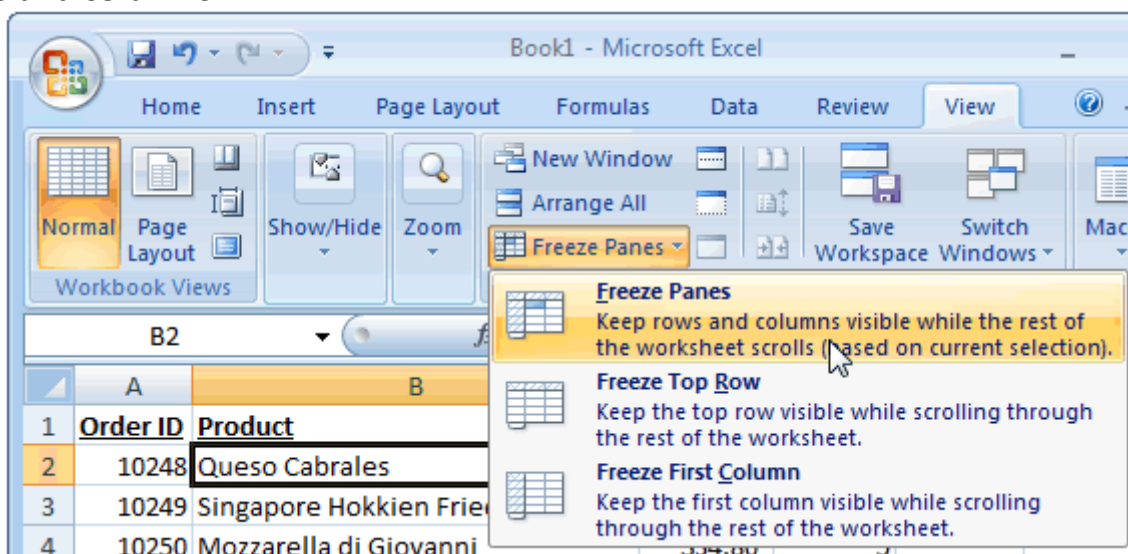 Book1 - Microsoft Excel
Home Insert Page Layout Formulas Data Review View
New Window
Arrange All
Freeze Panes
Normal
Page
Layout
Show/Hide
Zoom
Save
Workspace
Switch
Windows
Mac
Workbook Views
Freeze Panes
Keep rows and columns visible while the rest of
the worksheet scrolls (based on current selection).
Freeze Top Row
Keep the top row visible while scrolling through
the rest of the worksheet.
Freeze First Column
Keep the first column visible while scrolling
through the rest of the worksheet.
B2
A B
1 Order ID Product
2 10248 Queso Cabrales
3 10249 Singapore Hokkien Fried
4 10250 Mozzarella di Giovanni